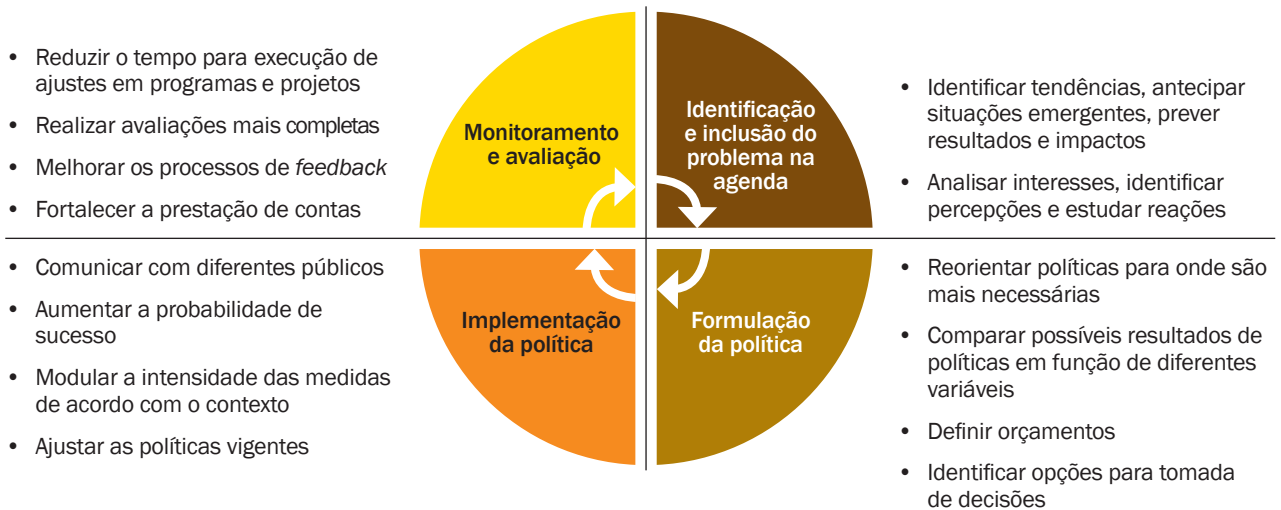 • Reduzir o tempo para execução de
ajustes em programas e projetos
• Realizar avaliações mais completas
• Melhorar os processos de feedback
• Fortalecer a prestação de contas
Monitoramento
e avaliação
Identificação
e inclusão do
problema na
agenda
• Identificar tendências, antecipar
situações emergentes, prever
resultados e impactos
• Analisar interesses, identificar
percepções e estudar reações
• Comunicar com diferentes públicos
• Aumentar a probabilidade de
sucesso
• Modular a intensidade das medidas
de acordo com o contexto
• Ajustar as políticas vigentes
Implementação
da política
Formulação
da política
• Reorientar políticas para onde são
mais necessárias
• Comparar possíveis resultados de
políticas em função de diferentes
variáveis
• Definir orçamentos
• Identificar opções para tomada
de decisões